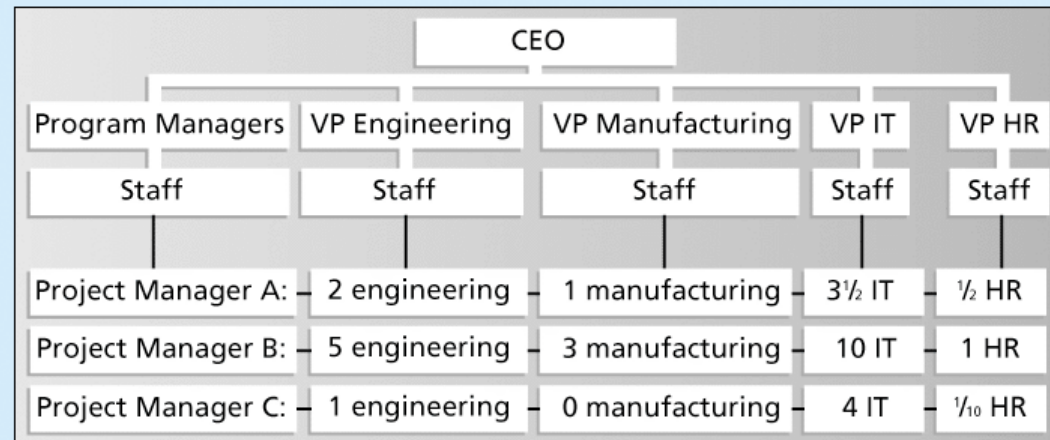 CEO
Program Managers VP Engineering VP Manufacturing VP IT VP HR
Staff Staff Staff Staff Staff
Project Manager A: 2 engineering 1 manufacturing 3½ IT ½ HR
Project Manager B: 5 engineering 3 manufacturing 10 IT 1 HR
Project Manager C: 1 engineering 0 manufacturing 4 IT 1/10 HR